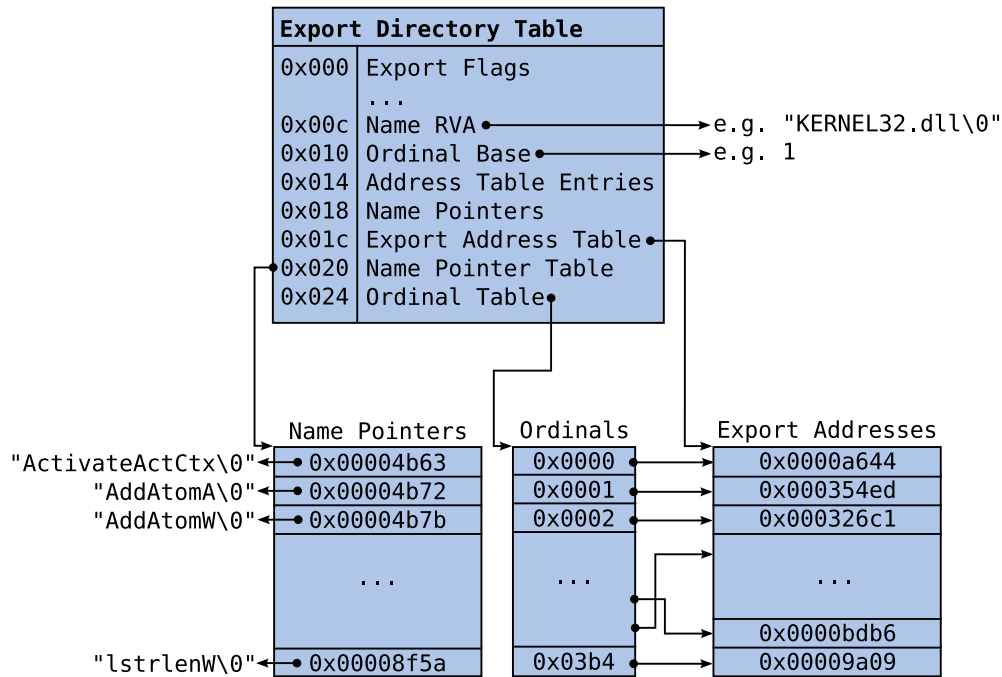 Export Directory Table
0x000 Export Flags
...
0x00c Name RVA e.g. "KERNEL32.dll\0"
0x010 Ordinal Base e.g. 1
0x014 Address Table Entries
0x018 Name Pointers
0x01c Export Address Table
0x020 Name Pointer Table
0x024 Ordinal Table
Name Pointers Ordinals Export Addresses
"ActivateActCtx\0" 0x00004b63 0x0000 0x0000a644
"AddAtomA\0" 0x00004b72 0x0001 0x000354ed
"AddAtomW\0" 0x00004b7b 0x0002 0x000326c1
... ... ...
0x0000bdb6
"lstrlenW\0" 0x00008f5a 0x03b4 0x00009a09